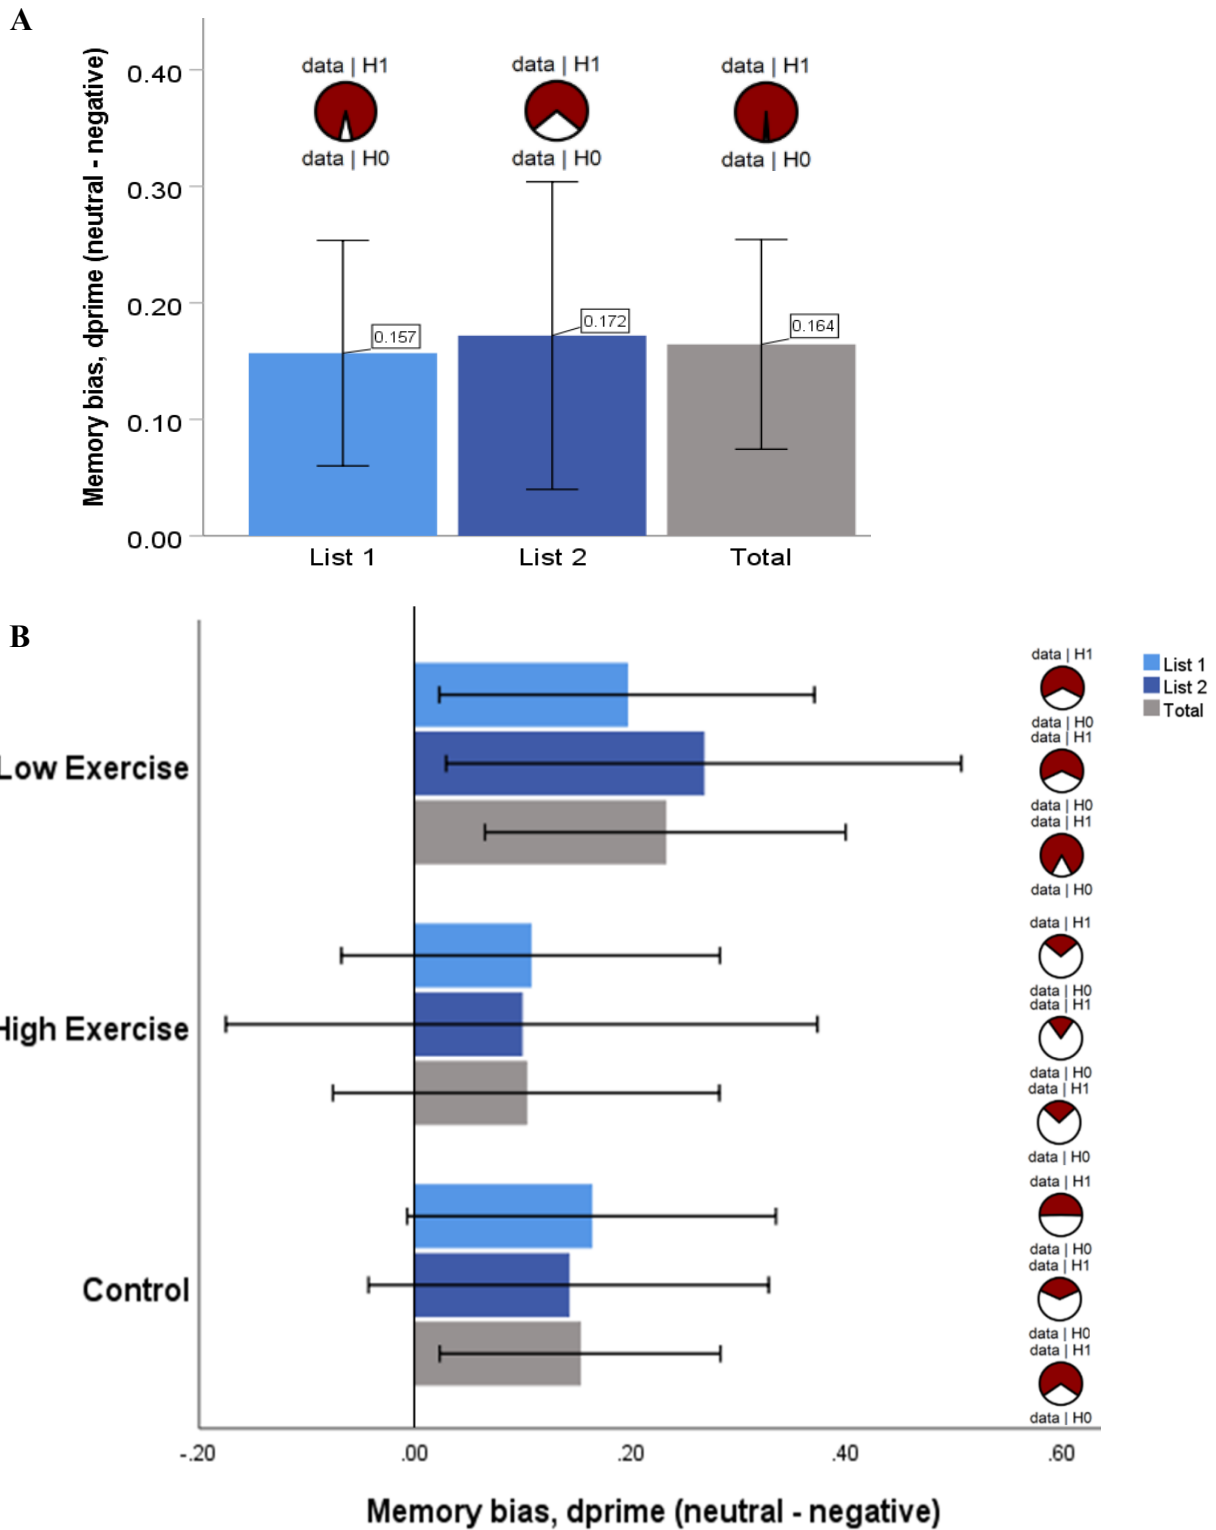 A
Memory bias, dprime (neutral - negative)
0.40
0.30
0.20
0.10
0.00
data | H1
data | H0
data | H1
data | H0
data | H1
data | H0
0.157
0.172
0.164
List 1
List 2
Total
B
Low Exercise
High Exercise
Control
data | H1
data | H0
data | H1
data | H0
data | H1
data | H0
data | H1
data | H0
data | H1
data | H0
data | H1
data | H0
data | H1
data | H0
data | H1
data | H0
data | H1
data | H0
List 1
List 2
Total
-.20
.00
.20
.40
.60
Memory bias, dprime (neutral - negative)